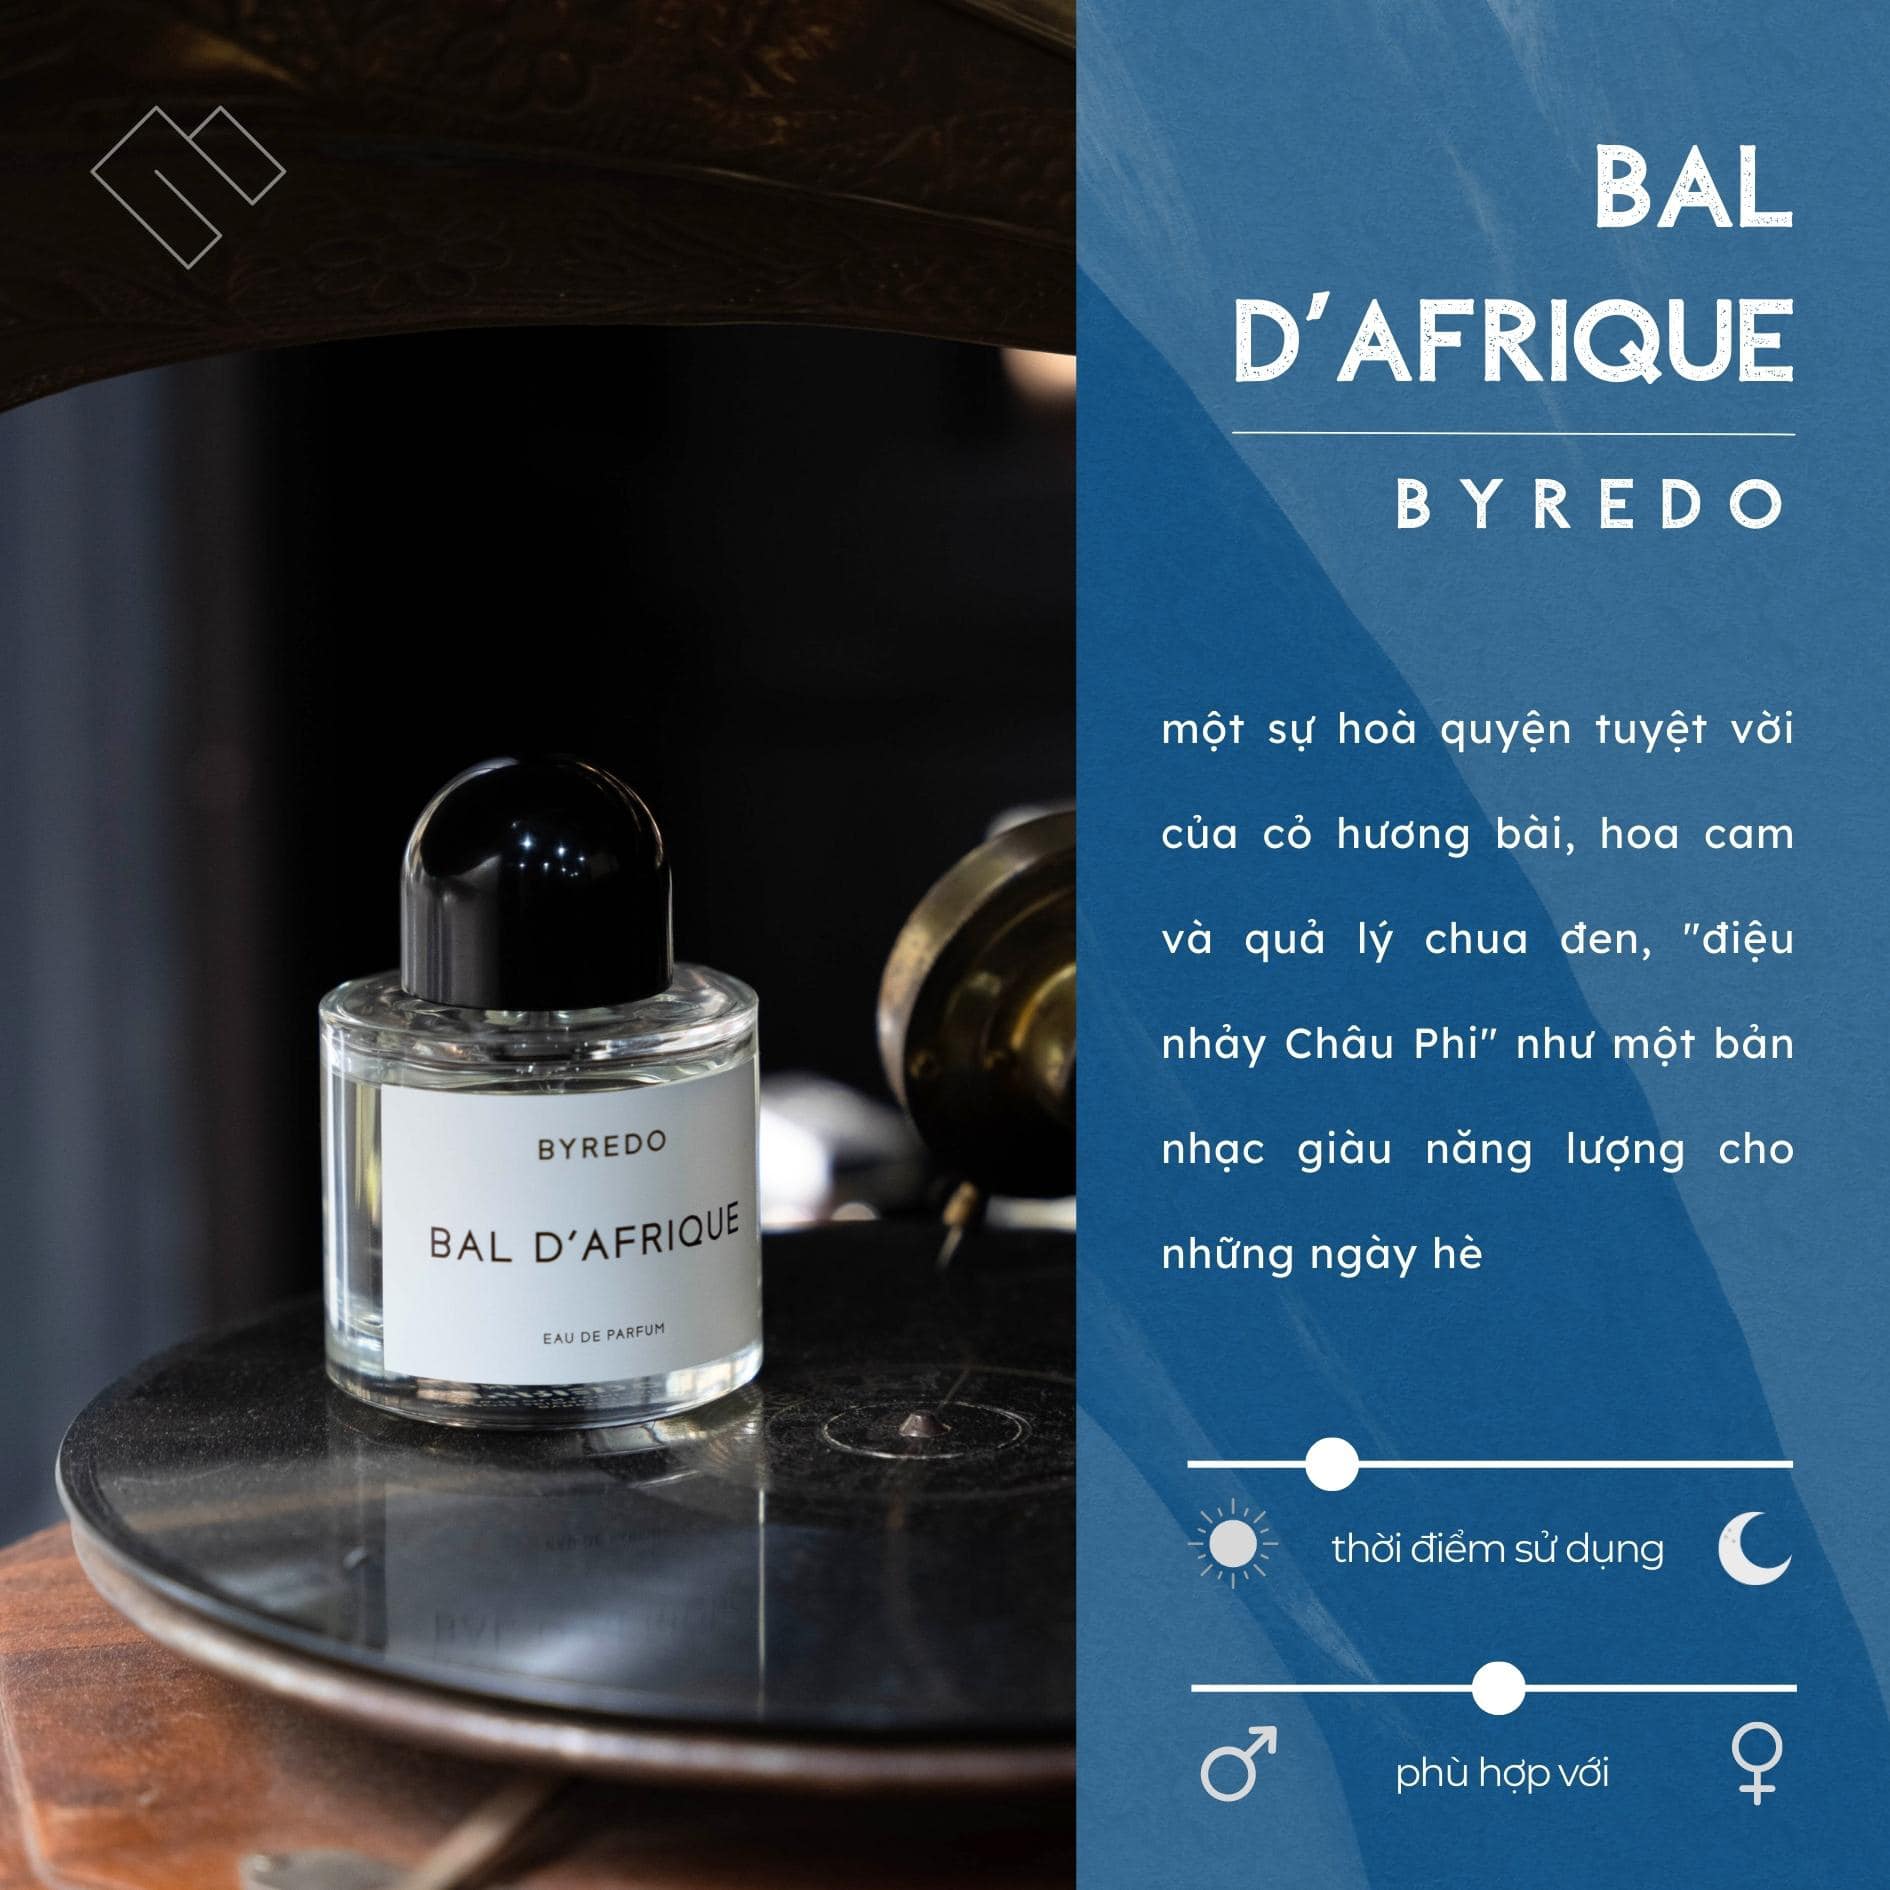 BYREDO
BAL D'AFRIQUE
EAU DE PARFUM
BAL
D'AFRIQUE
BYREDO
một sự hoà quyện tuyệt vời
của cỏ hương bài, hoa cam
và quả lý chua đen, "điệu
nhảy Châu Phi" như một bản
nhạc giàu năng lượng cho
những ngày hè
thời điểm sử dụng
phù hợp với